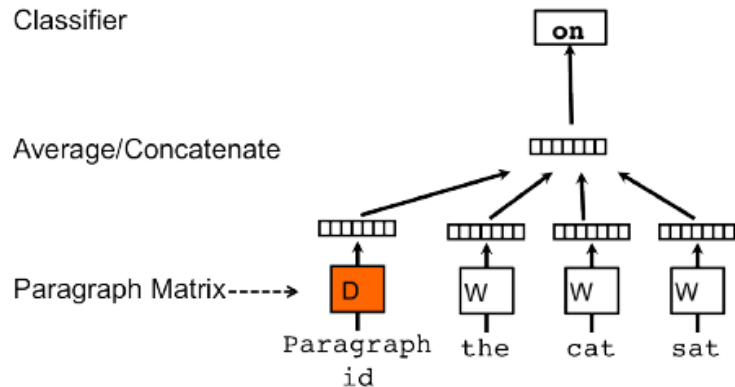 Classifier
on
Average/Concatenate
Paragraph Matrix
D
W
W
W
Paragraph
id
the
cat
sat